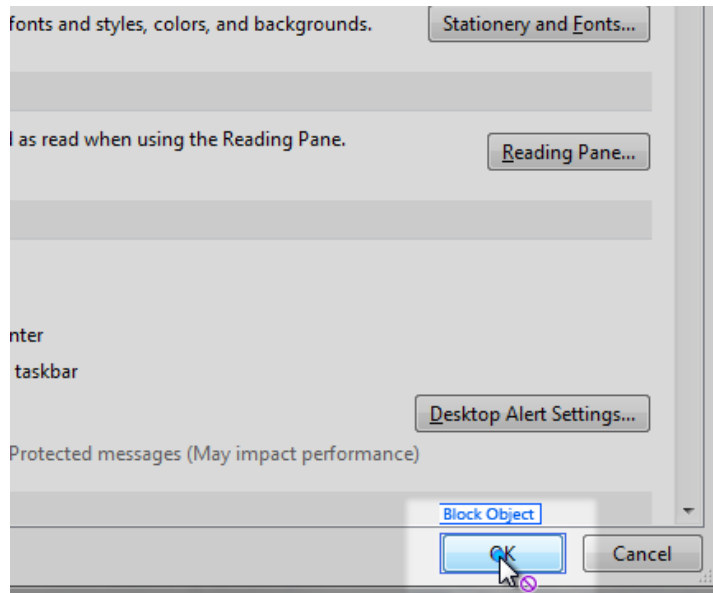 fonts and styles, colors, and backgrounds. Stationery and Fonts...
as read when using the Reading Pane. Reading Pane...
nter
taskbar
Desktop Alert Settings...
Protected messages (May impact performance)
Block Object
OK Cancel